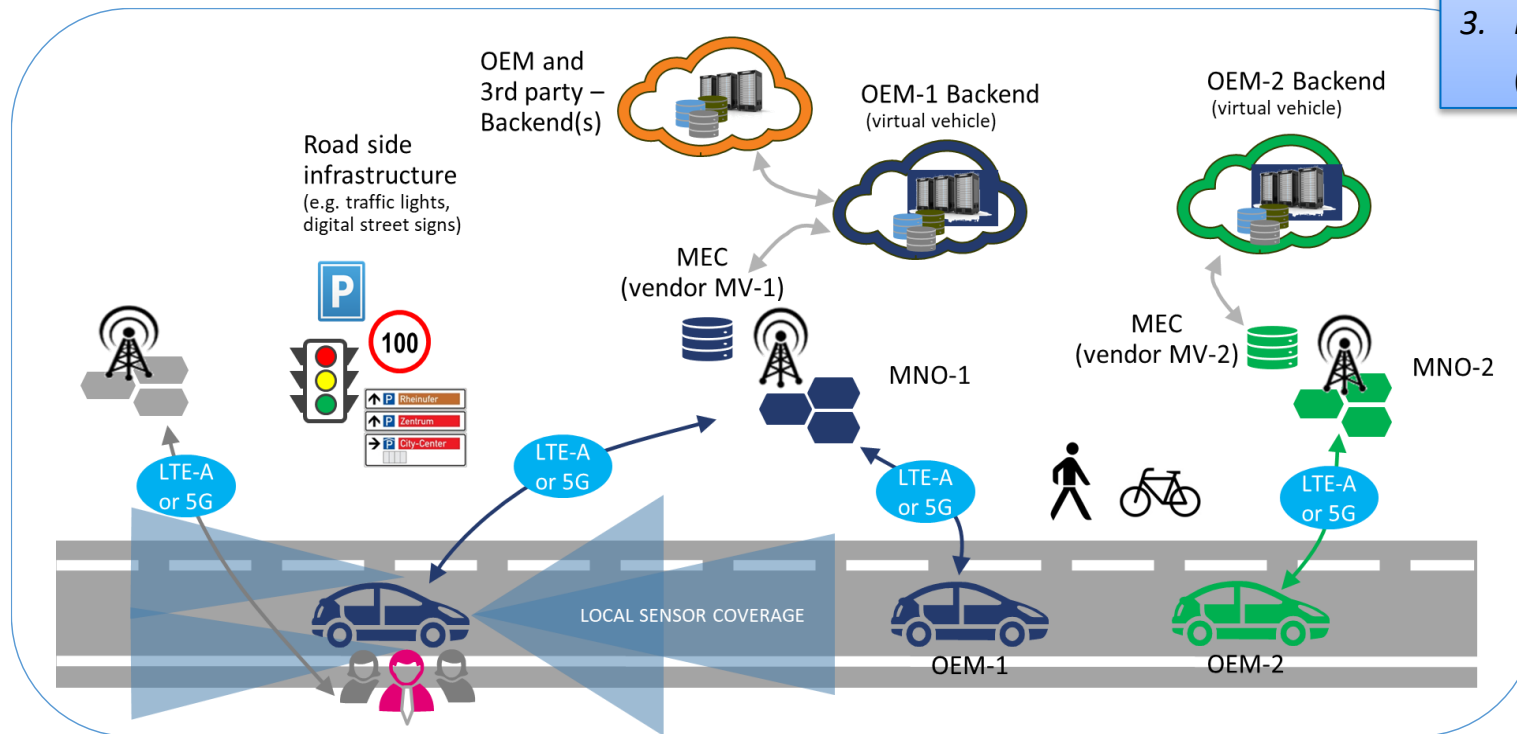 3.
(
OEM and
3rd party –
Backend(s)
OEM-1 Backend
(virtual vehicle)
OEM-2 Backend
(virtual vehicle)
Road side
infrastructure
(e.g. traffic lights,
digital street signs)
P
100
P Rheinufer
P Zentrum
P City-Center
MEC
(vendor MV-1)
MNO-1
MEC
(vendor MV-2)
MNO-2
LTE-A
or 5G
LTE-A
or 5G
LTE-A
or 5G
LTE-A
or 5G
LOCAL SENSOR COVERAGE
OEM-1
OEM-2